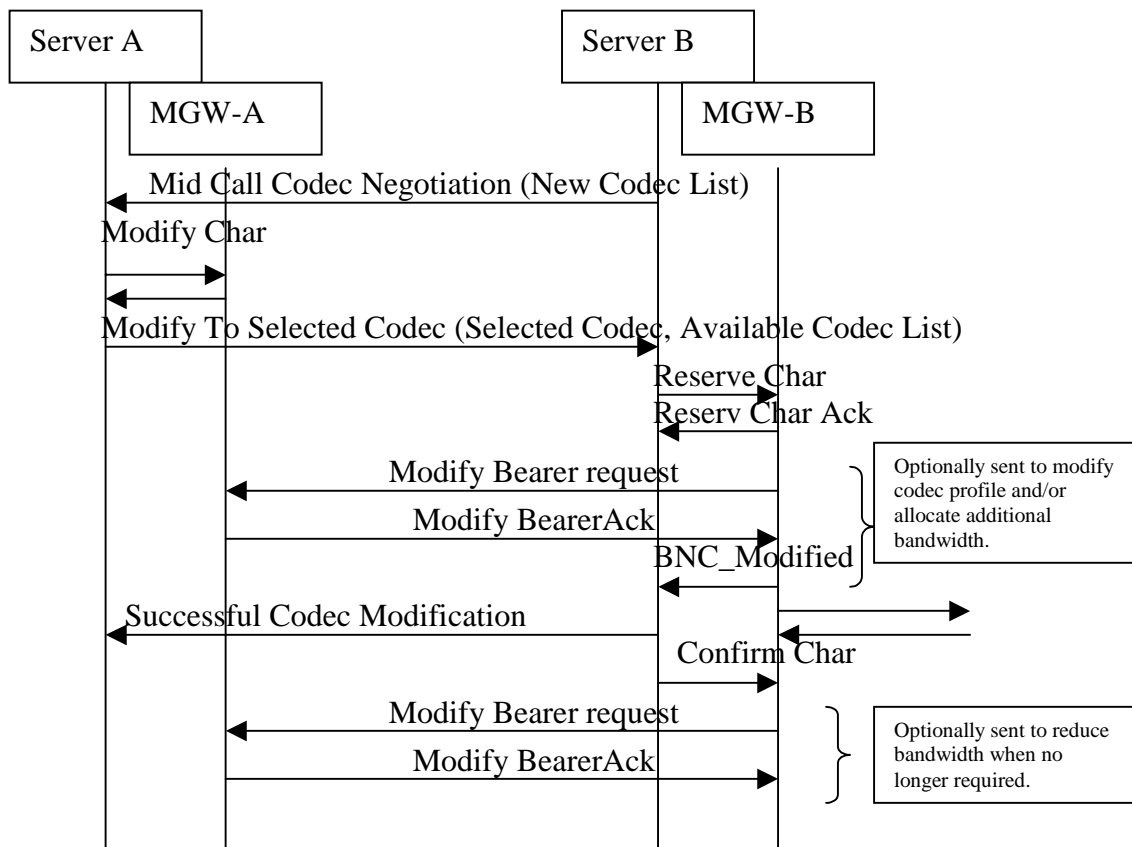 Server A
Server B
MGW-A
MGW-B
Mid Call Codec Negotiation (New Codec List)
Modify Char
Modify To Selected Codec (Selected Codec, Available Codec List)
Reserve Char
Reserv Char Ack
Modify Bearer request
Optionally sent to modify
codec profile and/or
allocate additional
bandwidth.
Modify BearerAck
BNC_Modified
Successful Codec Modification
Confirm Char
Modify Bearer request
Optionally sent to reduce
bandwidth when no
longer required.
Modify BearerAck